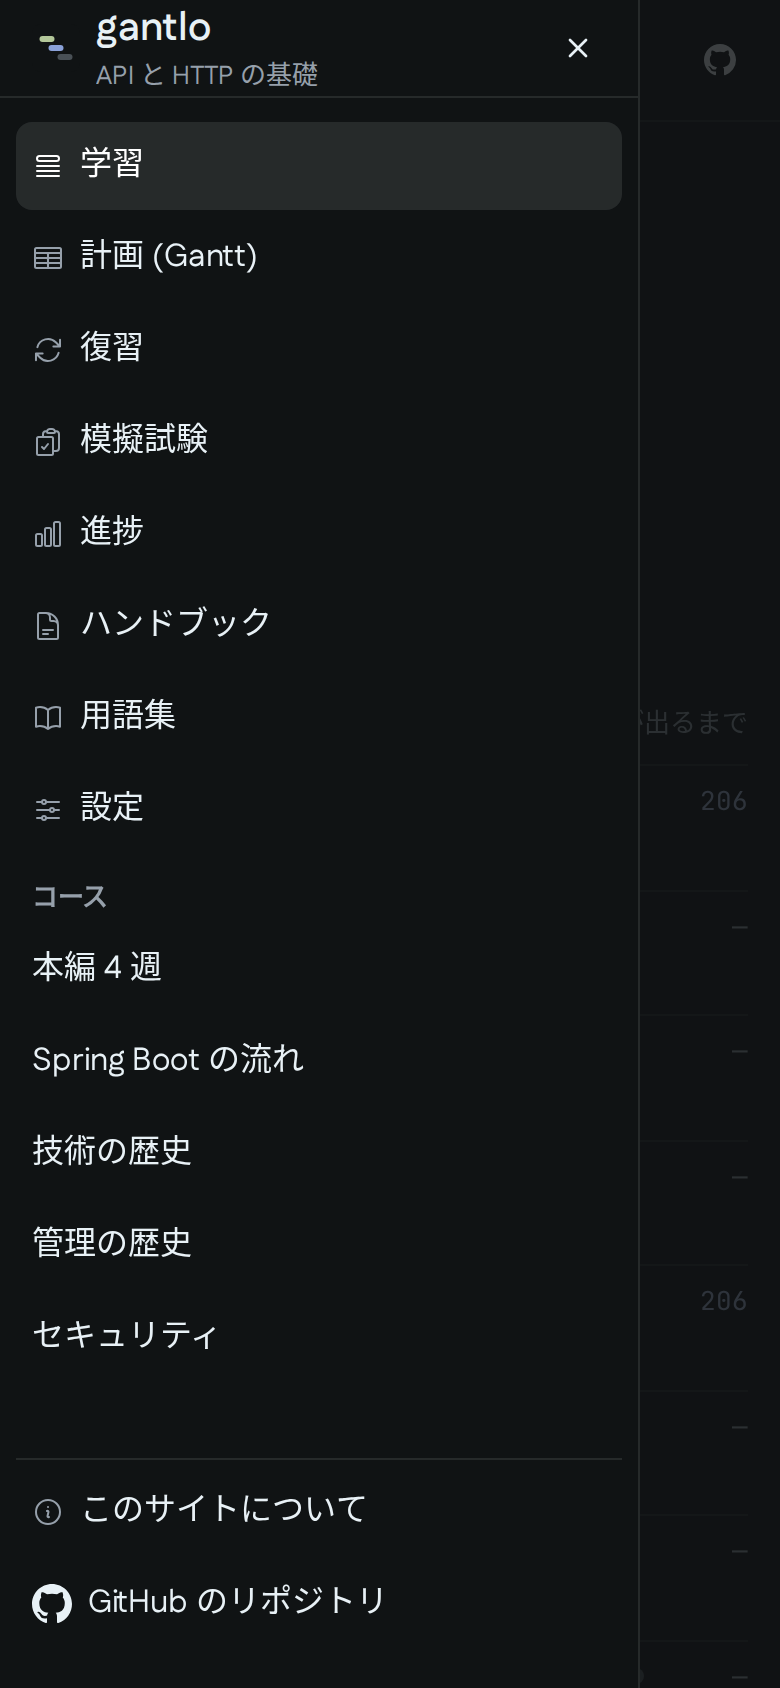 gantlo
API と HTTP の基礎
学習
計画 (Gantt)
復習
模擬試験
進捗
ハンドブック
用語集
設定
コース
本編 4 週
Spring Boot の流れ
技術の歴史
管理の歴史
セキュリティ
このサイトについて
GitHub のリポジトリ
出るまで
206
—
—
—
206
—
—
—